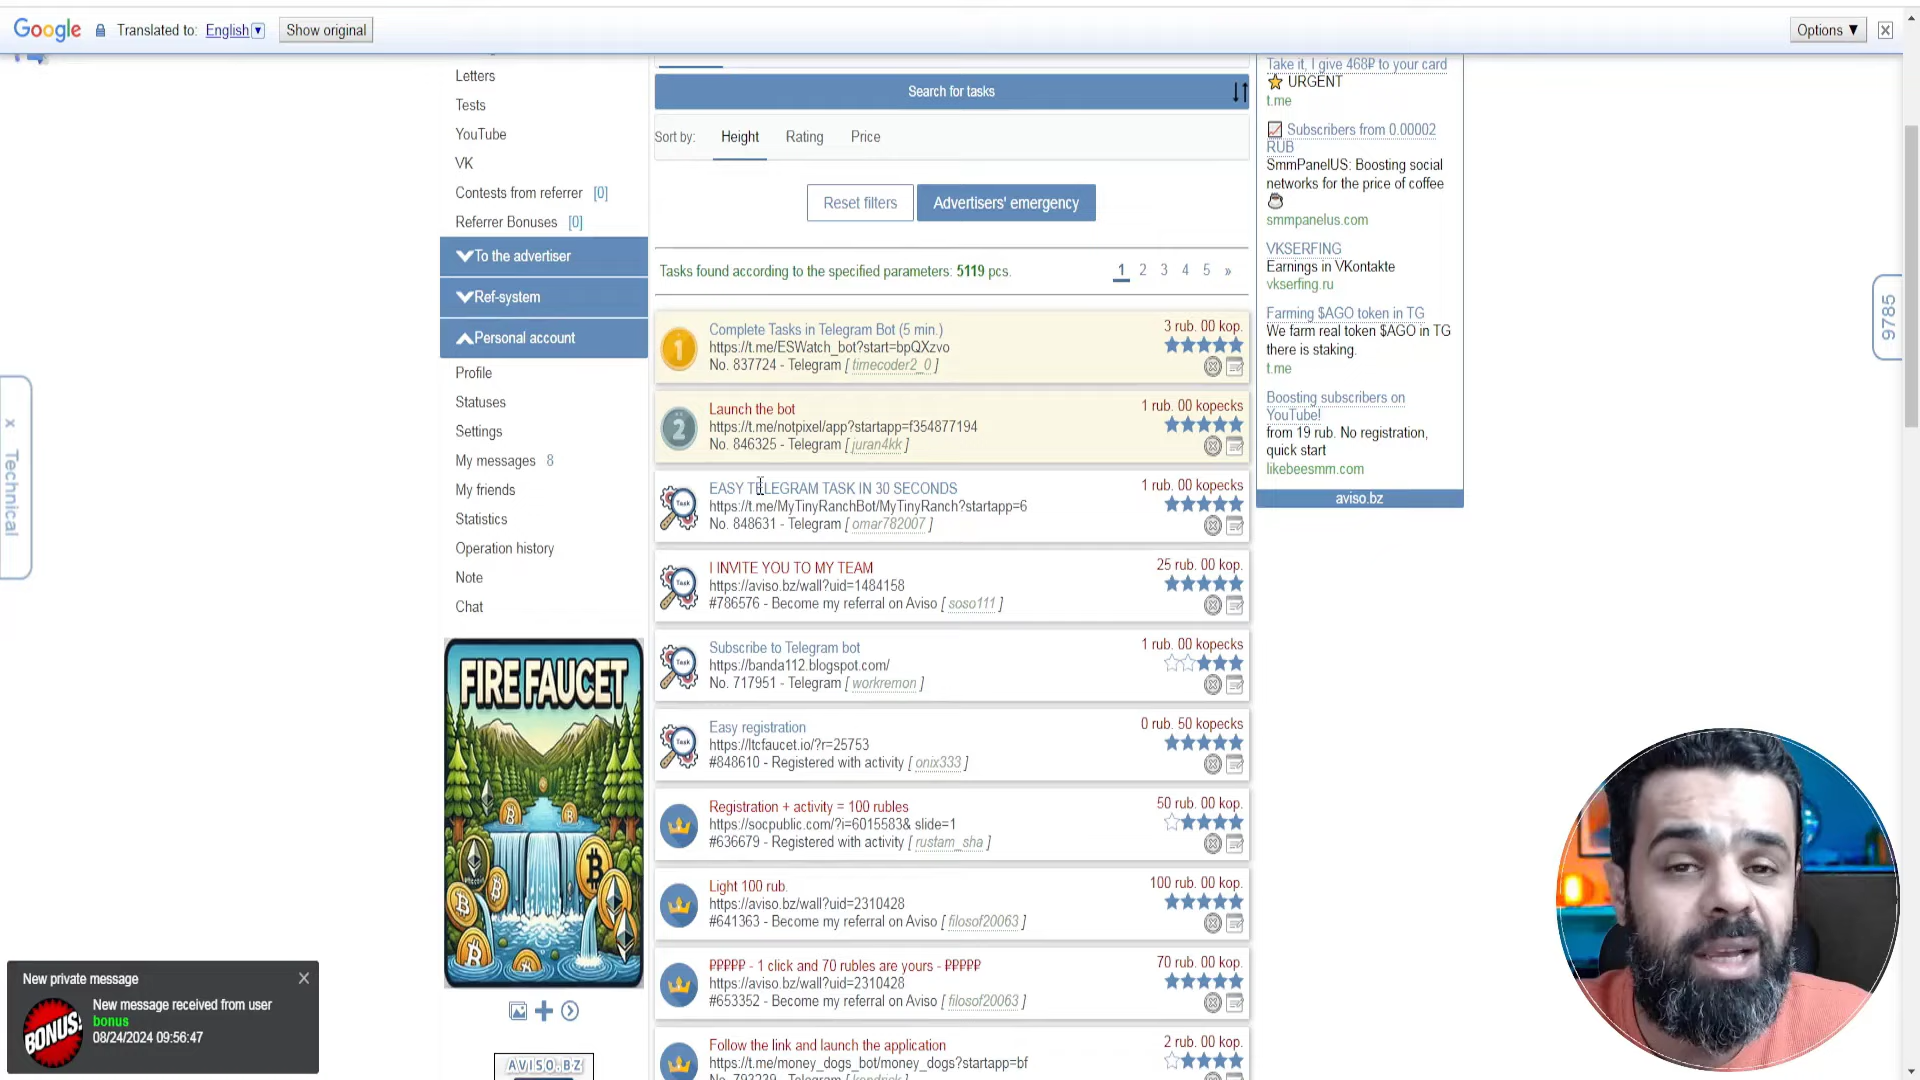 Google Translated to: English ▼ Show original Options ▼
Letters
Tests
YouTube
VK
Contests from referrer [0]
Referrer Bonuses [0]
To the advertiser
Ref-system
Personal account
Profile
Statuses
Settings
My messages 8
My friends
Statistics
Operation history
Note
Chat
FIRE FAUCET
AVISO.BZ
Search for tasks
Sort by: Height Rating Price
Reset filters Advertisers' emergency
Tasks found according to the specified parameters: 5119 pcs. 1 2 3 4 5 »
Complete Tasks in Telegram Bot (5 min.) 3 rub. 00 kop.
https://t.me/ESWatch_bot?start=bpQXzvo
No. 837724 - Telegram [ timecoder2_0 ]
Launch the bot 1 rub. 00 kopecks
https://t.me/notpixel/app?startapp=f354877194
No. 846325 - Telegram [ juran4kk ]
EASY TELEGRAM TASK IN 30 SECONDS 1 rub. 00 kopecks
https://t.me/MyTinyRanchBot/MyTinyRanch?startapp=6
No. 848631 - Telegram [ omar782007 ]
I INVITE YOU TO MY TEAM 25 rub. 00 kop.
https://aviso.bz/wall?uid=1484158
#786576 - Become my referral on Aviso [ soso111 ]
Subscribe to Telegram bot 1 rub. 00 kopecks
https://banda112.blogspot.com/
No. 717951 - Telegram [ workremon ]
Easy registration 0 rub. 50 kopecks
https://ltcfaucet.io/?r=25753
#848610 - Registered with activity [ onix333 ]
Registration + activity = 100 rubles 50 rub. 00 kop.
https://socpublic.com/?i=6015583& slide=1
#636679 - Registered with activity [ rustam_sha ]
Light 100 rub. 100 rub. 00 kop.
https://aviso.bz/wall?uid=2310428
#641363 - Become my referral on Aviso [ filosof20063 ]
₽₽₽₽₽ - 1 click and 70 rubles are yours - ₽₽₽₽₽ 70 rub. 00 kop.
https://aviso.bz/wall?uid=2310428
#653352 - Become my referral on Aviso [ filosof20063 ]
Follow the link and launch the application 2 rub. 00 kop.
https://t.me/money_dogs_bot/money_dogs?startapp=bf
No. 793239 - Telegram [ kendrick ]
Take it, I give 468₽ to your card
URGENT
t.me
Subscribers from 0.00002
RUB
SmmPanelUS: Boosting social
networks for the price of coffee
smmpanelus.com
VKSERFING
Earnings in VKontakte
vkserfing.ru
Farming $AGO token in TG
We farm real token $AGO in TG
there is staking.
t.me
Boosting subscribers on
YouTube!
from 19 rub. No registration,
quick start
likebeesmm.com
aviso.bz
9785
x Technical
New private message
New message received from user
bonus
08/24/2024 09:56:47
BONUS!